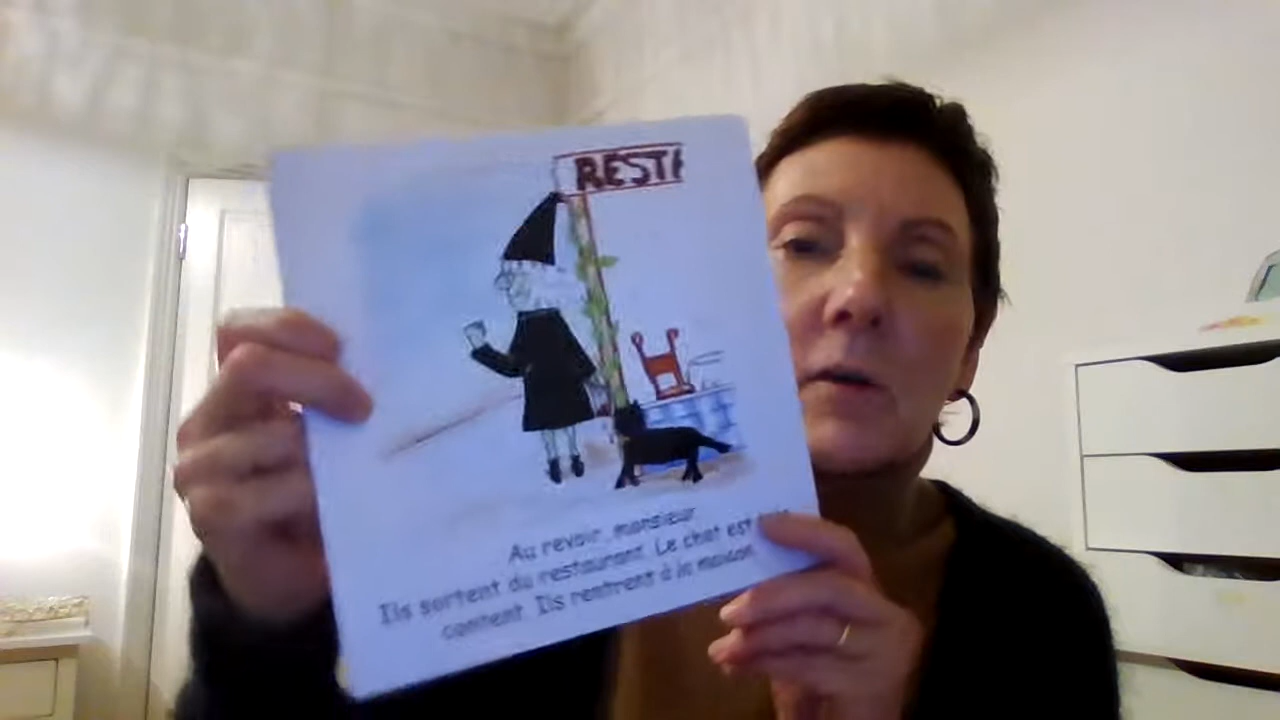 RESTA
Au revoir, monsieur.
Ils sortent du restaurant. Le chat est
content. Ils rentrent à la maison.